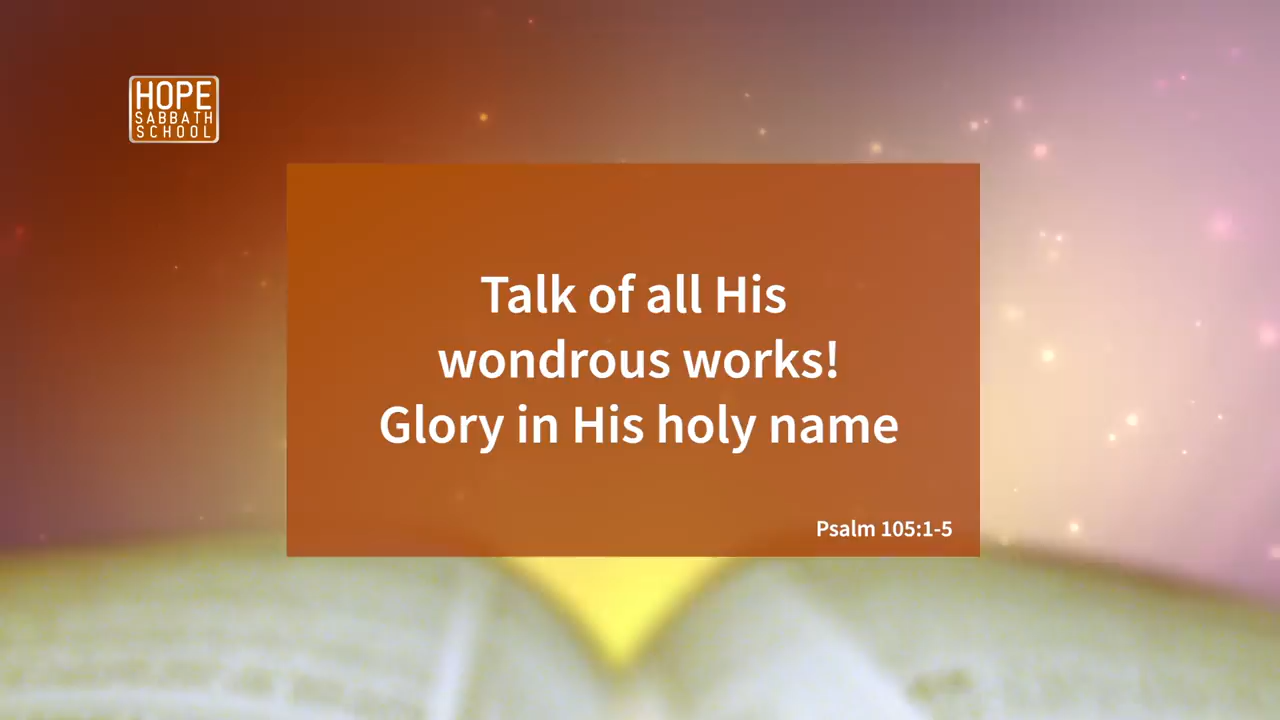 HOPE
SABBATH
SCHOOL
Talk of all His
wondrous works!
Glory in His holy name
Psalm 105:1-5